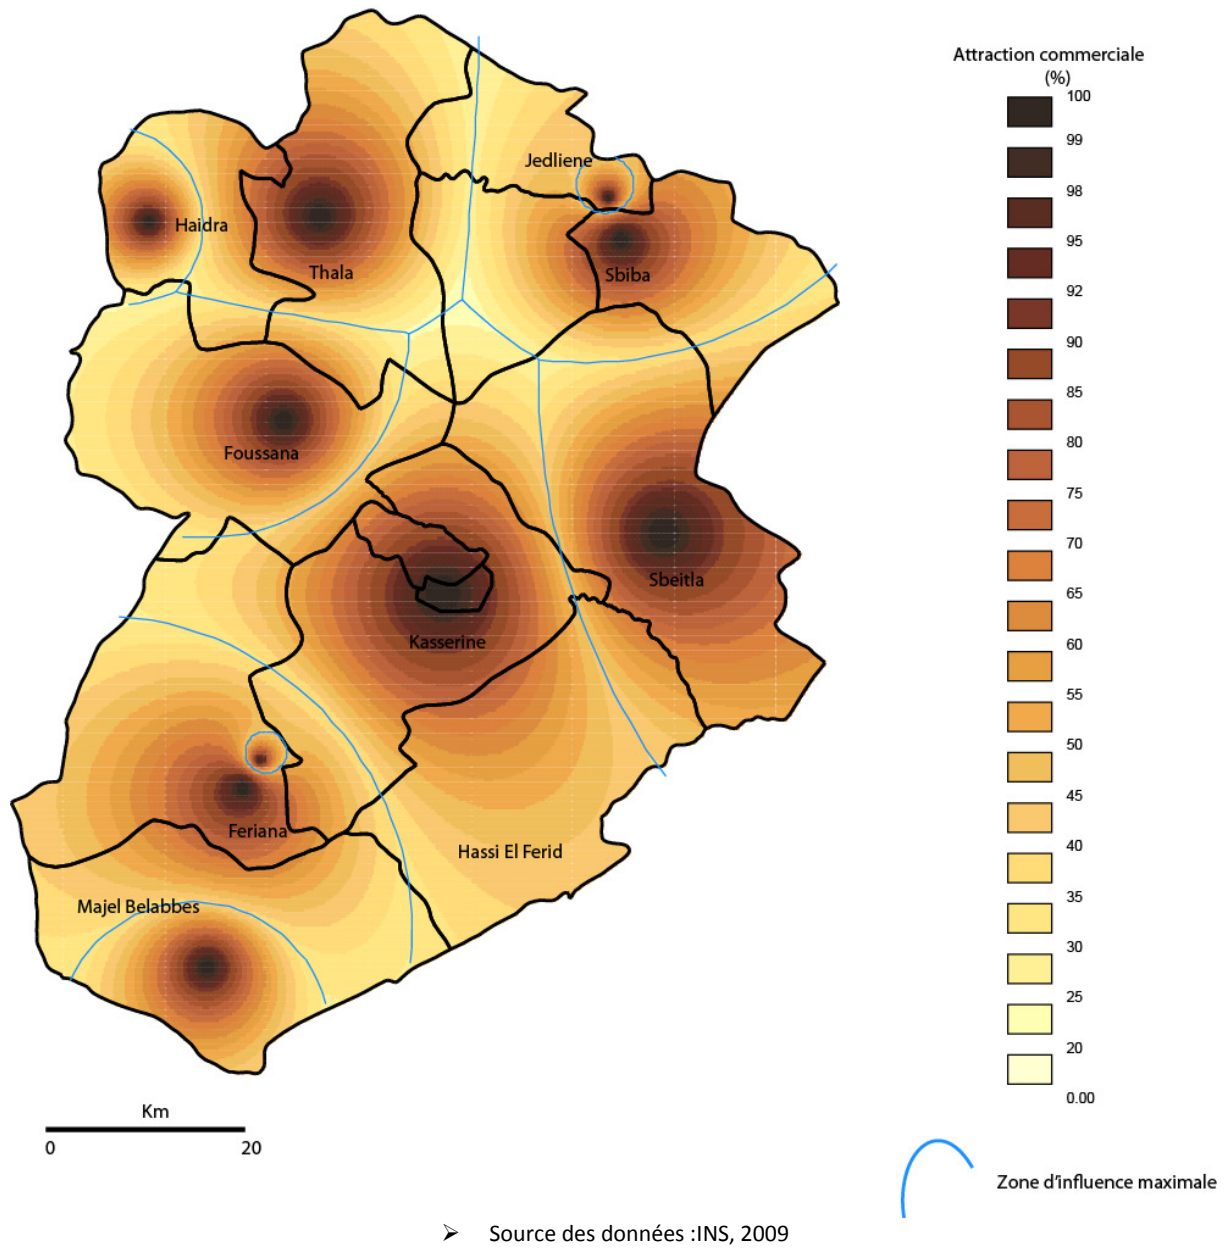 Attraction commerciale
(%)
100
99
98
95
92
90
85
80
75
70
65
60
55
50
45
40
35
30
25
20
0.00
Jedliene
Haidra
Thala
Sbiba
Foussana
Sbeitla
Kasserine
Feriana
Hassi El Ferid
Majel Belabbes
Km
0 20
Zone d'influence maximale
➢ Source des données :INS, 2009